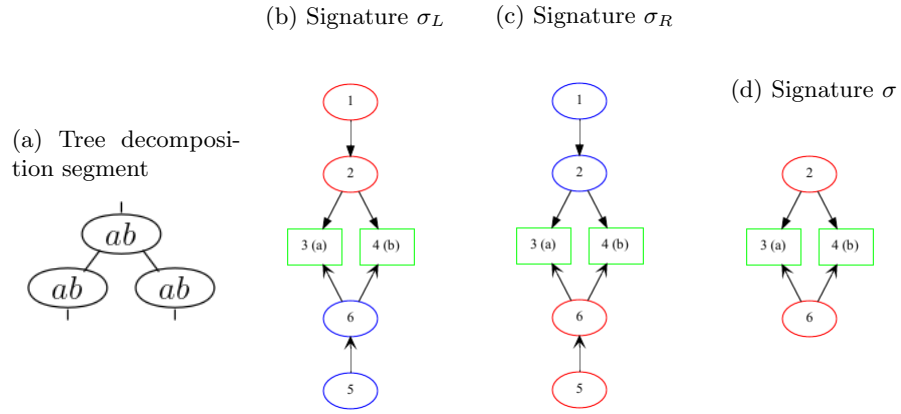 (b) Signature σ_L
(c) Signature σ_R
(d) Signature σ
(a) Tree decomposi-
tion segment
ab
ab
ab
1
2
3 (a)
4 (b)
6
5
1
2
3 (a)
4 (b)
6
5
2
3 (a)
4 (b)
6